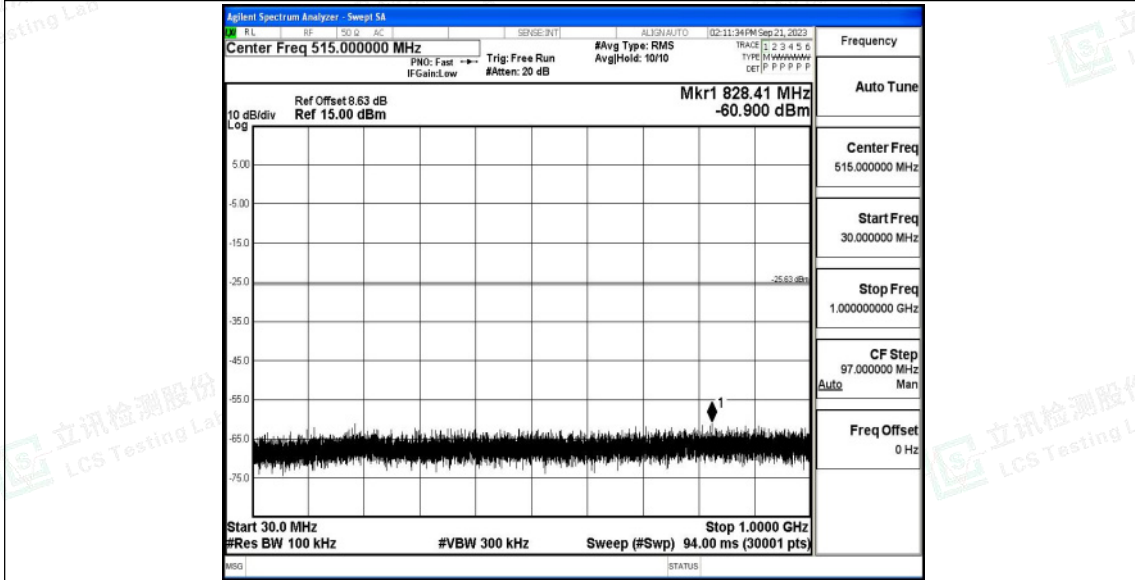 Agilent Spectrum Analyzer - Swept SA
RL RF 50 Ω AC SENSE:INT ALIGNAUTO 02:11:34 PM Sep 21, 2023
Center Freq 515.000000 MHz
PNO: Fast
IFGain:Low
Trig: Free Run
#Atten: 20 dB
#Avg Type: RMS
Avg|Hold: 10/10
TRACE 1 2 3 4 5 6
TYPE MWWWWW
DET P P P P P P
Frequency
Ref Offset 8.63 dB
Ref 15.00 dBm
10 dB/div
Log
Mkr1 828.41 MHz
-60.900 dBm
5.00
-5.00
-15.0
-25.0
-35.0
-45.0
-55.0
-65.0
-75.0
-25.63 dBm
1
Start 30.0 MHz
Stop 1.0000 GHz
#Res BW 100 kHz
#VBW 300 kHz
Sweep (#Swp) 94.00 ms (30001 pts)
MSG
STATUS
Auto Tune
Center Freq
515.000000 MHz
Start Freq
30.000000 MHz
Stop Freq
1.000000000 GHz
CF Step
97.000000 MHz
Auto Man
Freq Offset
0 Hz
立讯检测股份
LCS Testing Lab